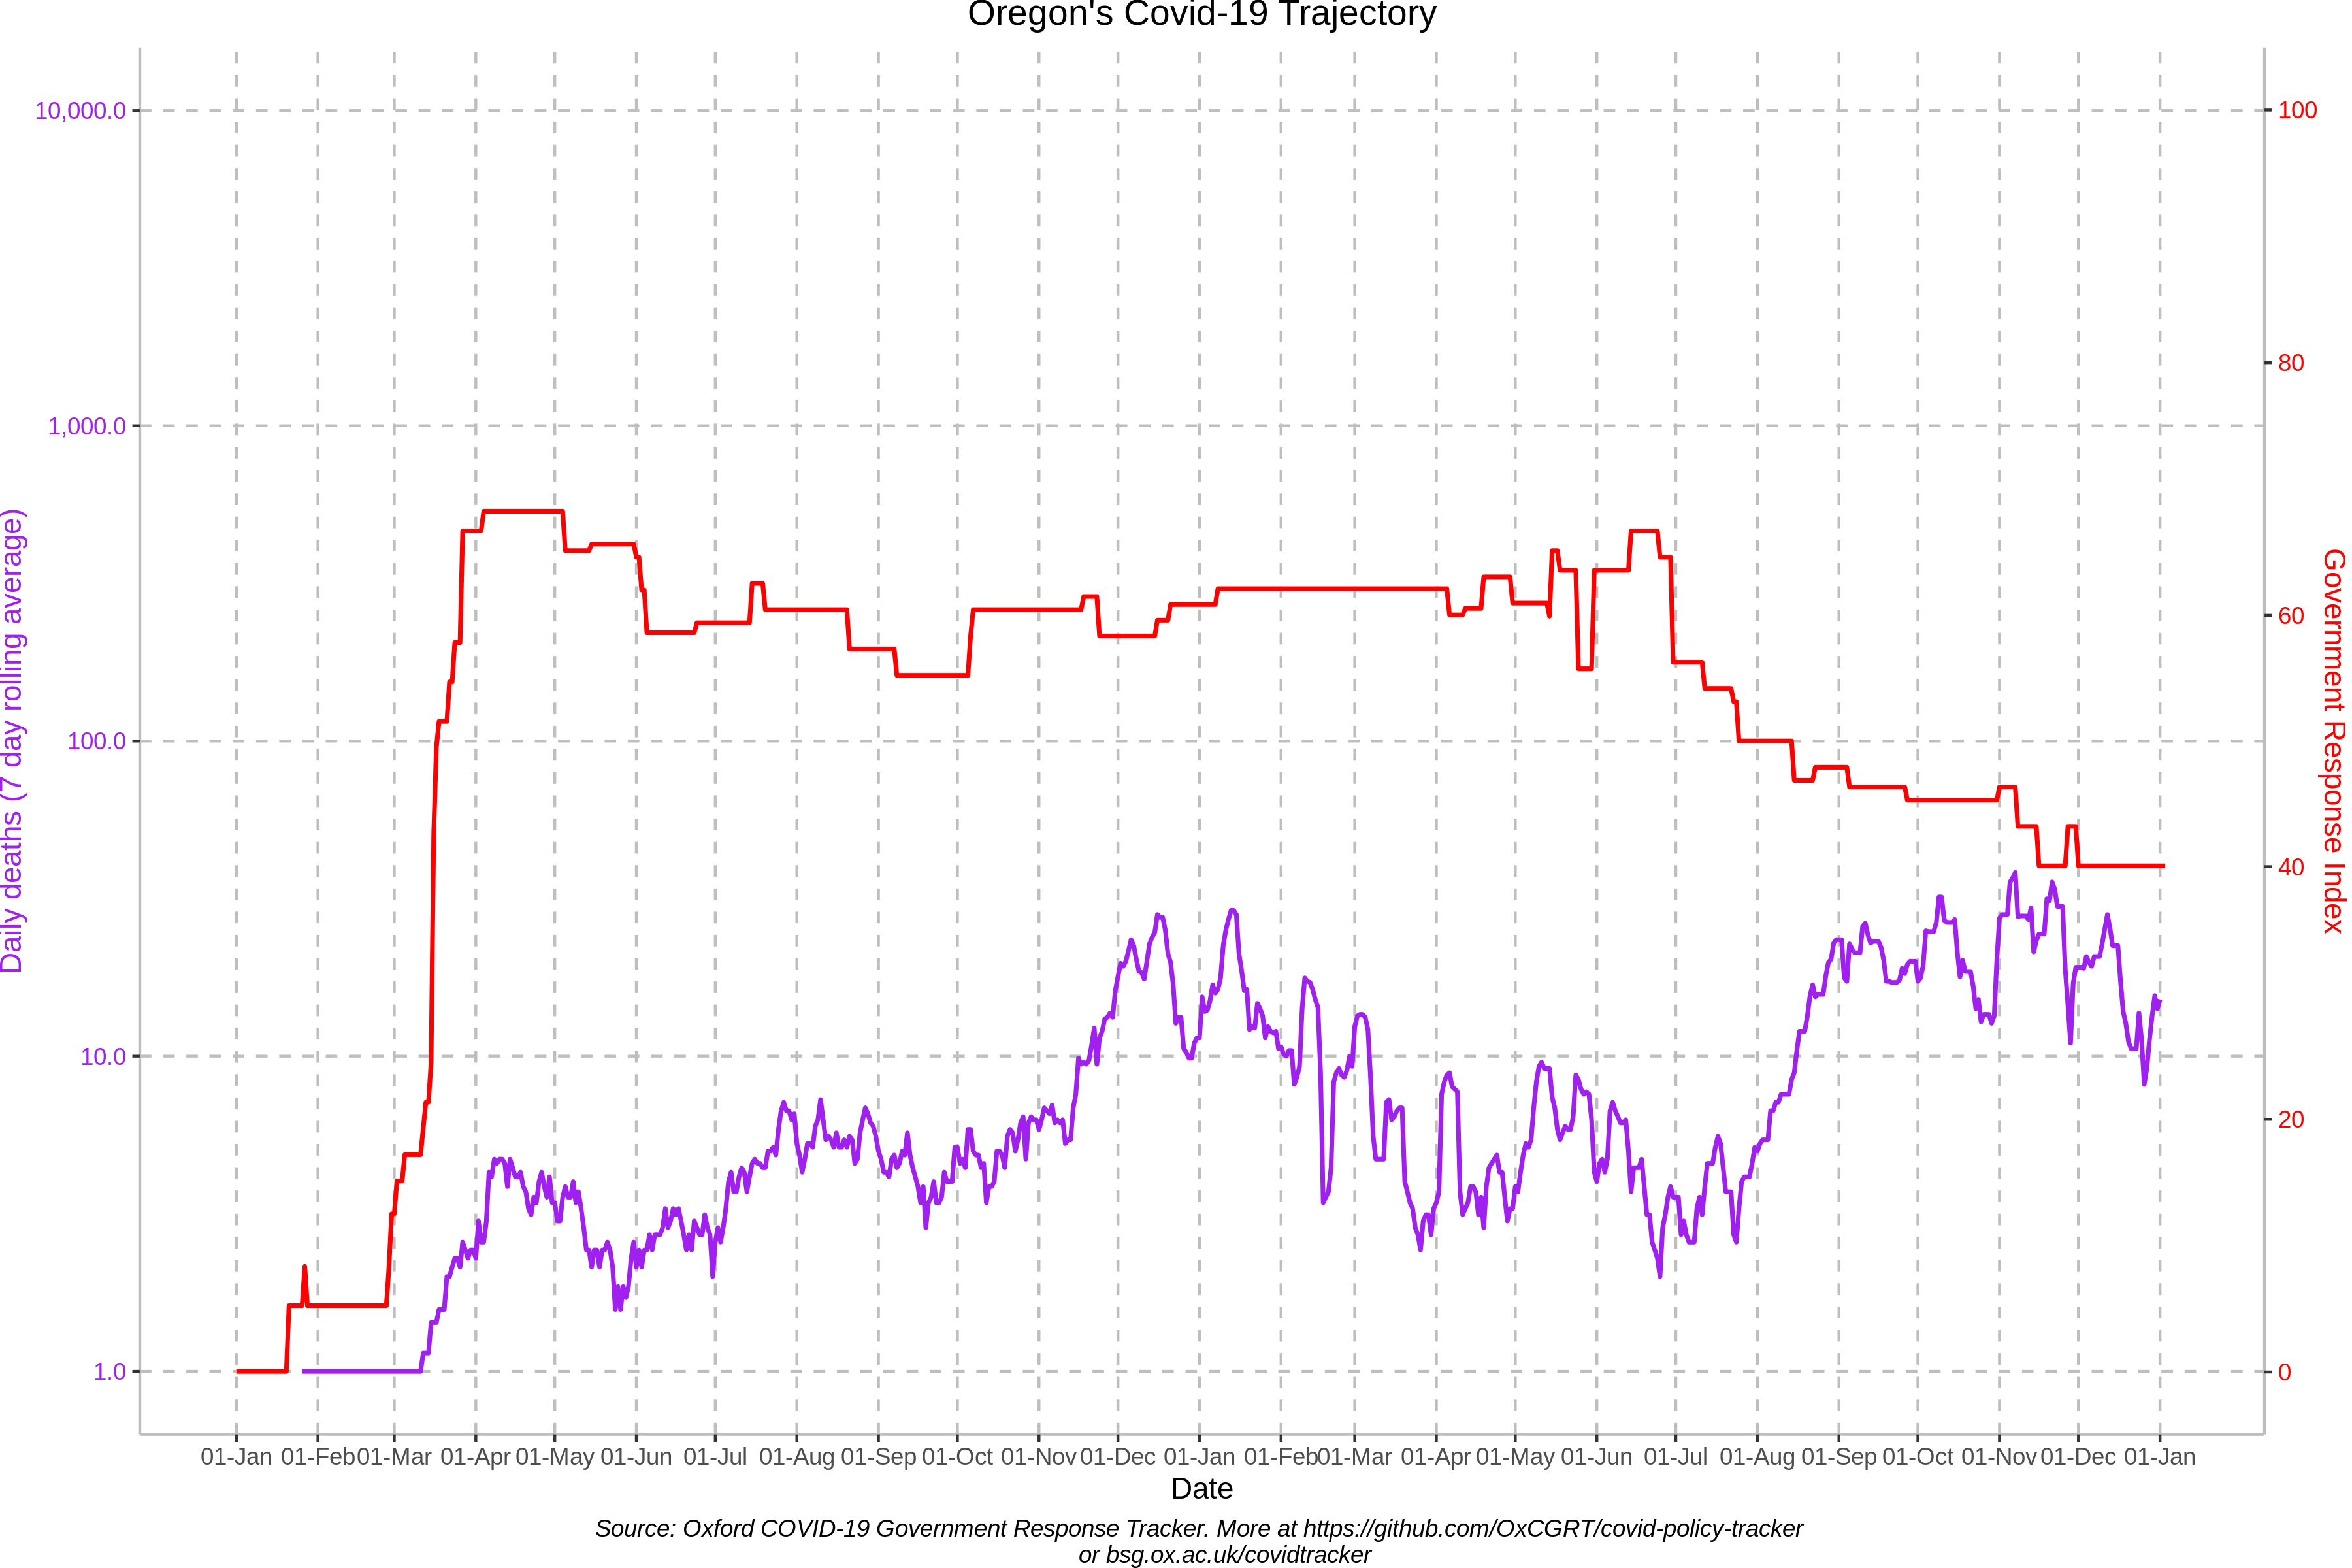 Oregon's Covid-19 Trajectory
10,000.0
1,000.0
100.0
10.0
1.0
Daily deaths (7 day rolling average)
100
80
60
40
20
0
Government Response Index
01-Jan 01-Feb 01-Mar 01-Apr 01-May 01-Jun 01-Jul 01-Aug 01-Sep 01-Oct 01-Nov 01-Dec 01-Jan 01-Feb 01-Mar 01-Apr 01-May 01-Jun 01-Jul 01-Aug 01-Sep 01-Oct 01-Nov 01-Dec 01-Jan
Date
Source: Oxford COVID-19 Government Response Tracker. More at https://github.com/OxCGRT/covid-policy-tracker
or bsg.ox.ac.uk/covidtracker